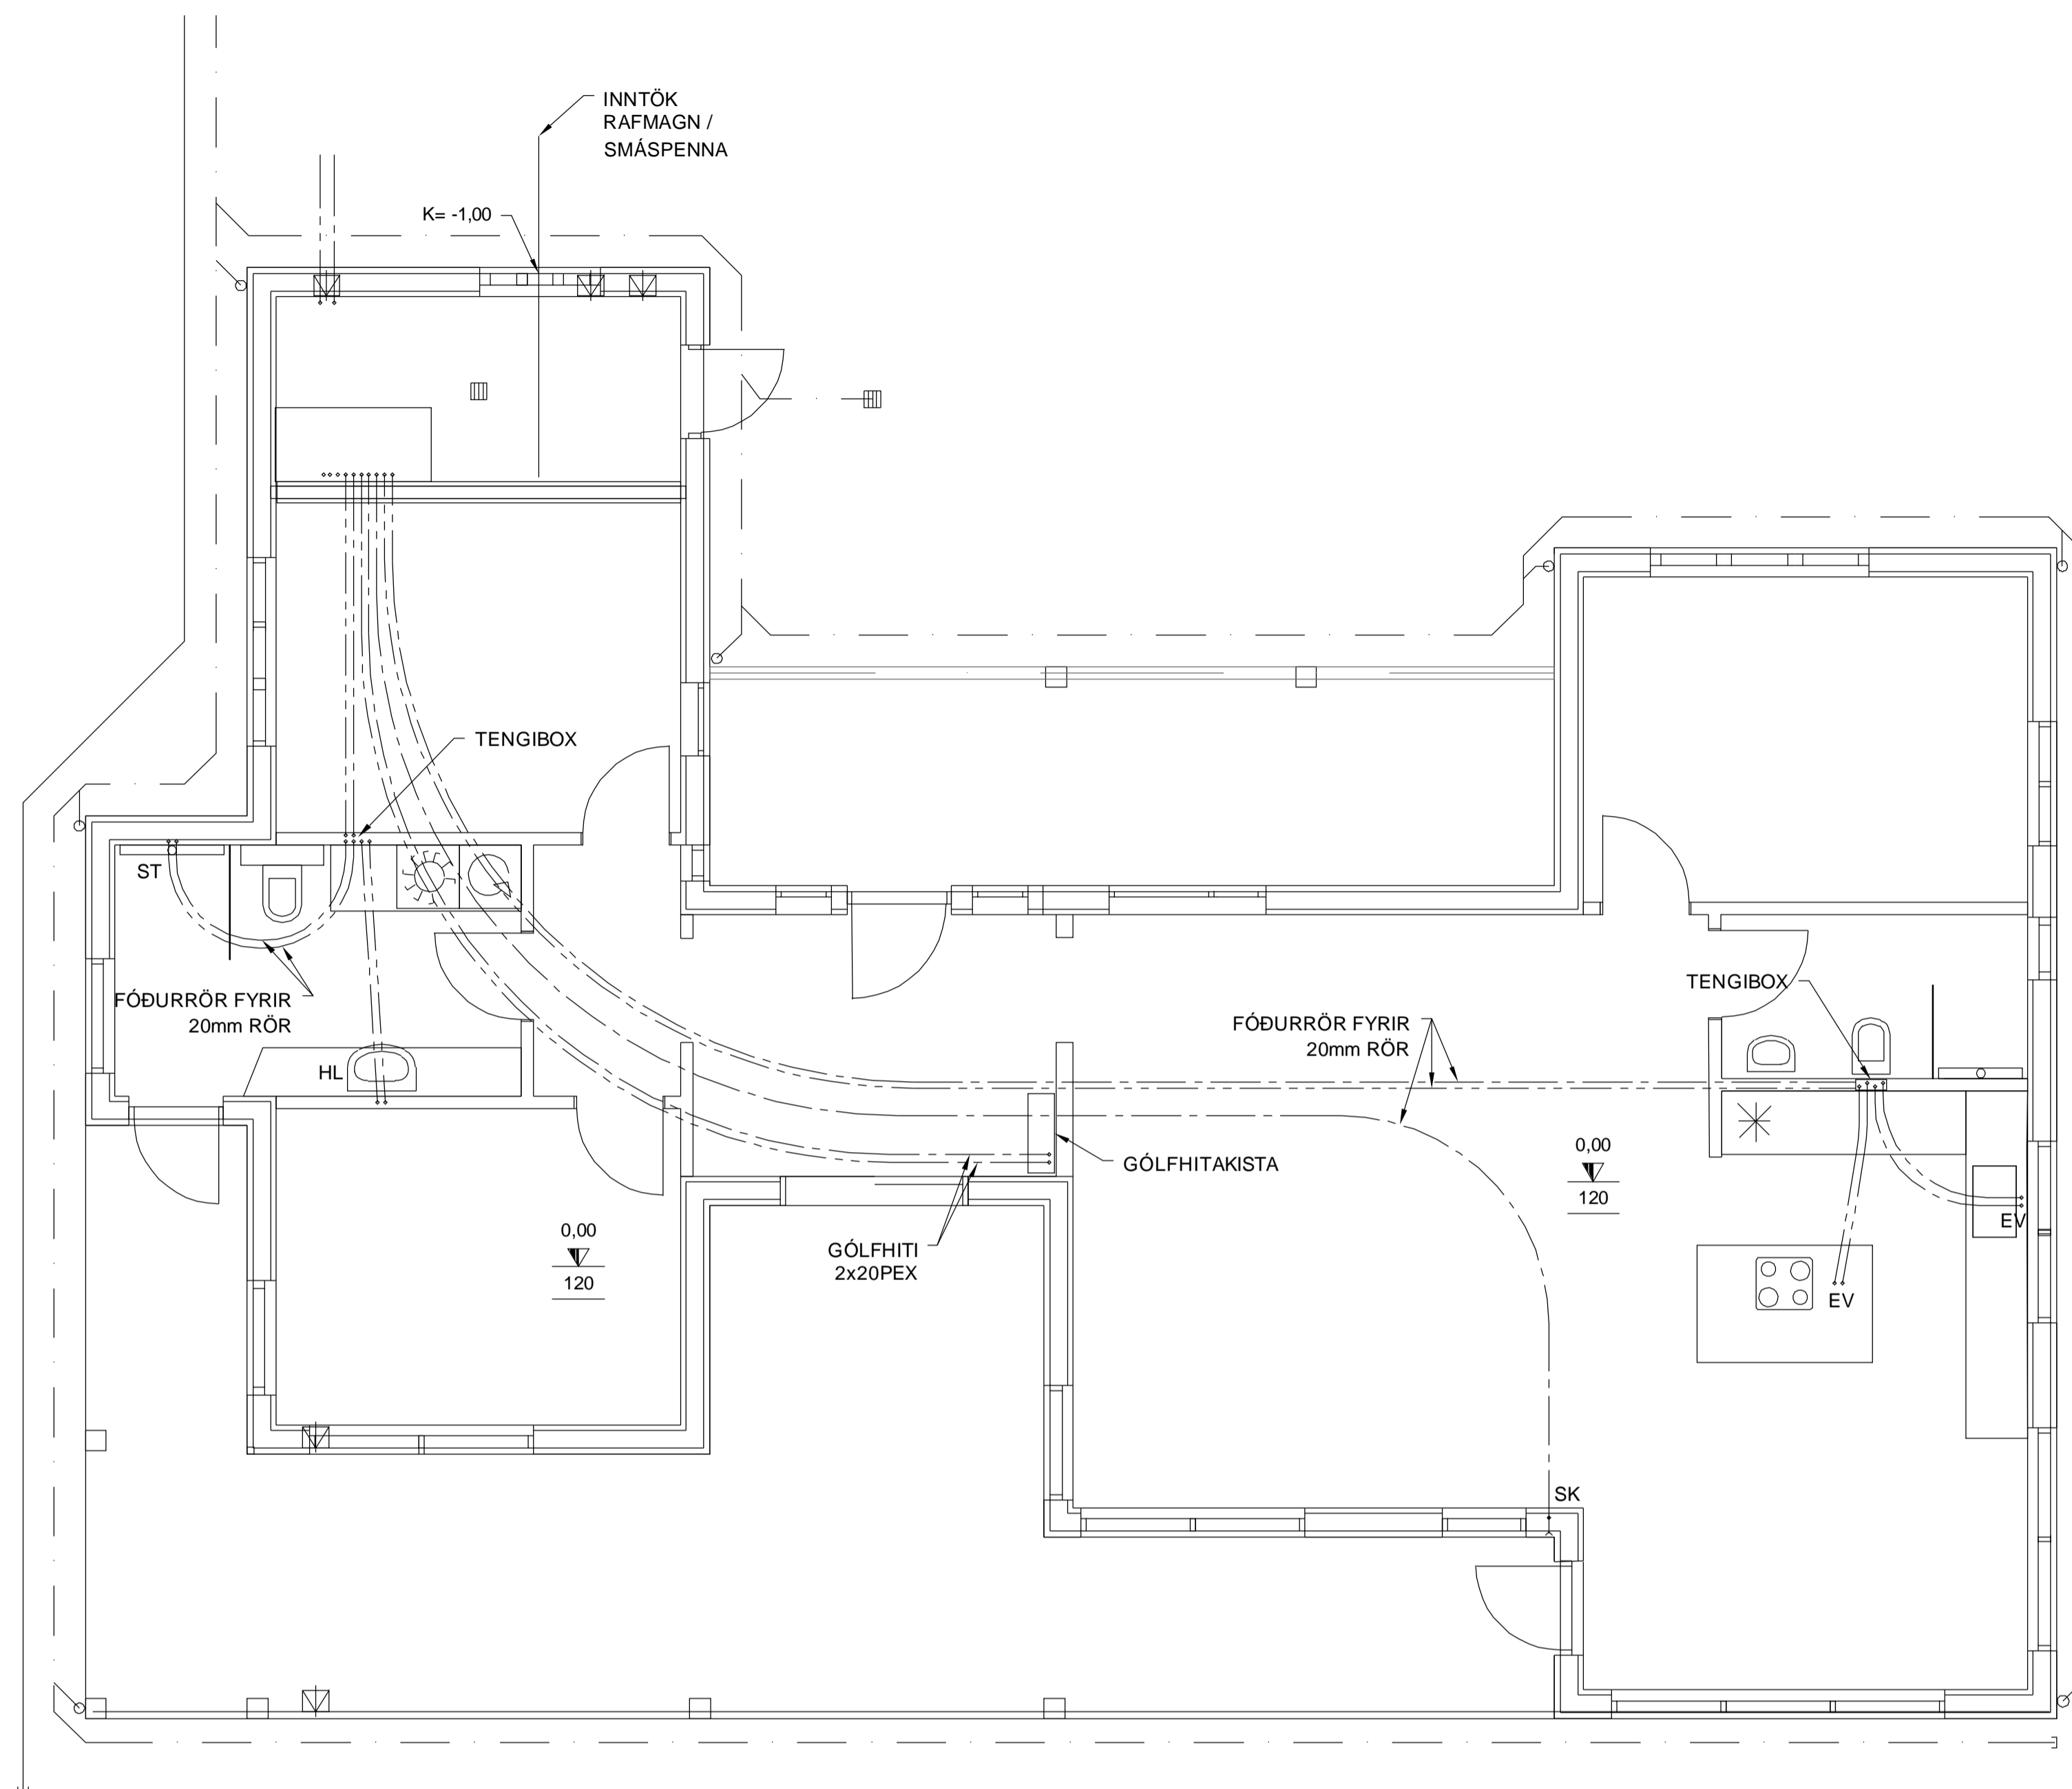 INNTÖK
RAFMAGN /
SMÁSPENNA
K= -1,00
TENGIBOX
ST
FÓÐURRÖR FYRIR
20mm RÖR
HL
TENGIBOX
FÓÐURRÖR FYRIR
20mm RÖR
GÓLFHITAKISTA
0,00
120
0,00
120
GÓLFHITI
2x20PEX
EV
EV
SK